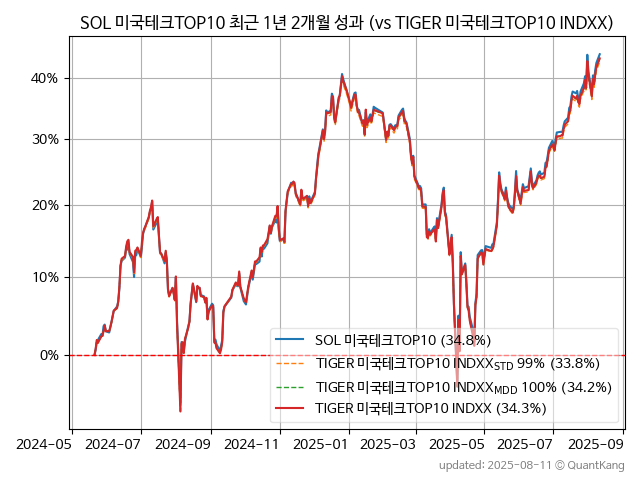 SOL 미국테크TOP10 최근 1년 2개월 성과 (vs TIGER 미국테크TOP10 INDXX)
40%
30%
20%
10%
0%
SOL 미국테크TOP10 (34.8%)
TIGER 미국테크TOP10 INDXX_STD 99% (33.8%)
TIGER 미국테크TOP10 INDXX_MDD 100% (34.2%)
TIGER 미국테크TOP10 INDXX (34.3%)
2024-05 2024-07 2024-09 2024-11 2025-01 2025-03 2025-05 2025-07 2025-09
updated: 2025-08-11 © QuantKang